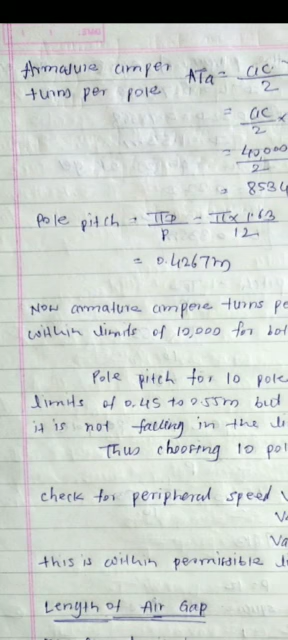 Armature amper ATa = ac / 2
turns per pole
= ac / 2 ×
= 40,000 / 2
= 8534
Pole pitch = πD / P = π × 1.63 / 12
= 0.4267m
Now armature ampere turns pe
within limits of 10,000 for bot
Pole pitch for 10 pole
limits of 0.45 to 0.55m but
it is not falling in the li
Thus choosing 10 pol
check for peripheral speed V
Va
Va
this is within permissible l
Length of Air Gap